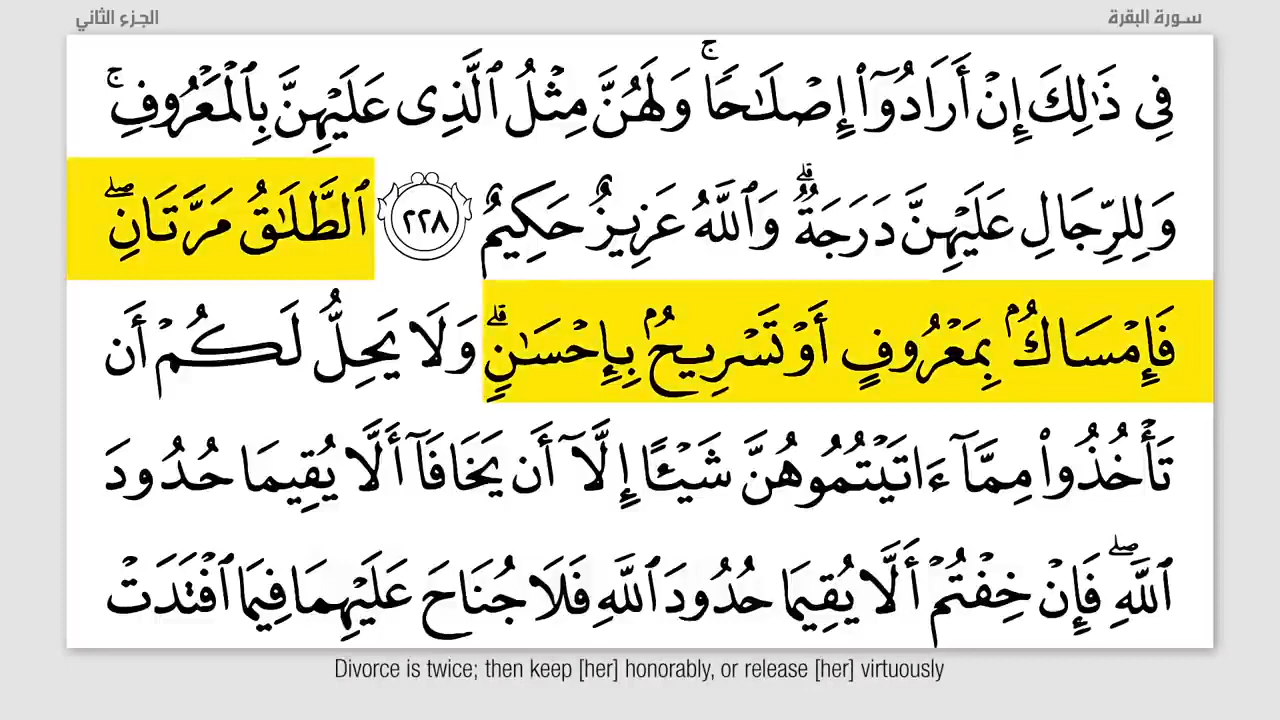 سورة البقرة
الجزء الثاني
فِي ذَٰلِكَ إِنْ أَرَادُوٓا۟ إِصْلَٰحًا ۚ وَلَهُنَّ مِثْلُ ٱلَّذِى عَلَيْهِنَّ بِٱلْمَعْرُوفِ ۚ
وَلِلرِّجَالِ عَلَيْهِنَّ دَرَجَةٌ ۗ وَٱللَّهُ عَزِيزٌ حَكِيمٌ ٢٢٨ ٱلطَّلَٰقُ مَرَّتَانِ ۖ
فَإِمْسَاكٌۢ بِمَعْرُوفٍ أَوْ تَسْرِيحٌۢ بِإِحْسَٰنٍ ۗ وَلَا يَحِلُّ لَكُمْ أَن
تَأْخُذُوا۟ مِمَّآ ءَاتَيْتُمُوهُنَّ شَيْـًٔا إِلَّآ أَن يَخَافَآ أَلَّا يُقِيمَا حُدُودَ
ٱللَّهِ ۖ فَإِنْ خِفْتُمْ أَلَّا يُقِيمَا حُدُودَ ٱللَّهِ فَلَا جُنَاحَ عَلَيْهِمَا فِيمَا ٱفْتَدَتْ
Divorce is twice; then keep [her] honorably, or release [her] virtuously